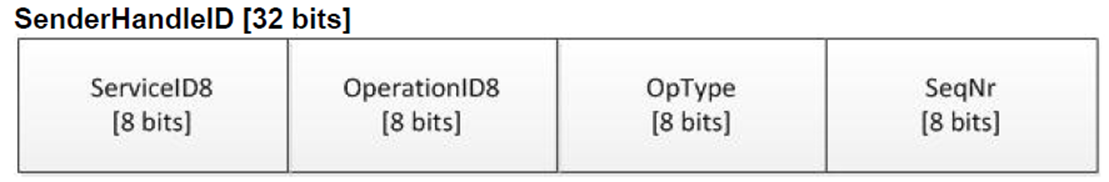 SenderHandleID [32 bits]
ServiceID8
[8 bits]
OperationID8
[8 bits]
OpType
[8 bits]
SeqNr
[8 bits]